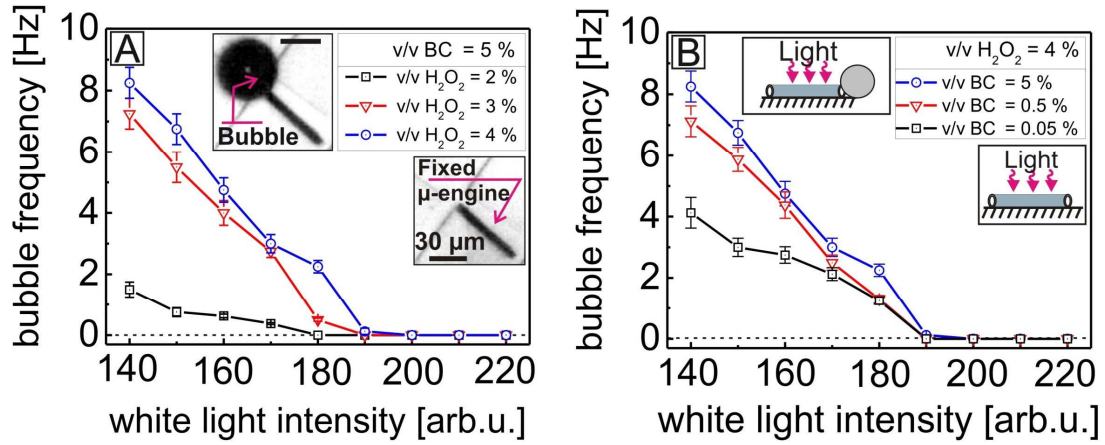 A
bubble frequency [Hz]
10
8
6
4
2
0
140 160 180 200 220
white light intensity [arb.u.]
Bubble
v/v BC = 5 %
v/v H₂O₂ = 2 %
v/v H₂O₂ = 3 %
v/v H₂O₂ = 4 %
Fixed
μ-engine
30 μm
B
bubble frequency [Hz]
10
8
6
4
2
0
140 160 180 200 220
white light intensity [arb.u.]
Light
v/v H₂O₂ = 4 %
v/v BC = 5 %
v/v BC = 0.5 %
v/v BC = 0.05 %
Light